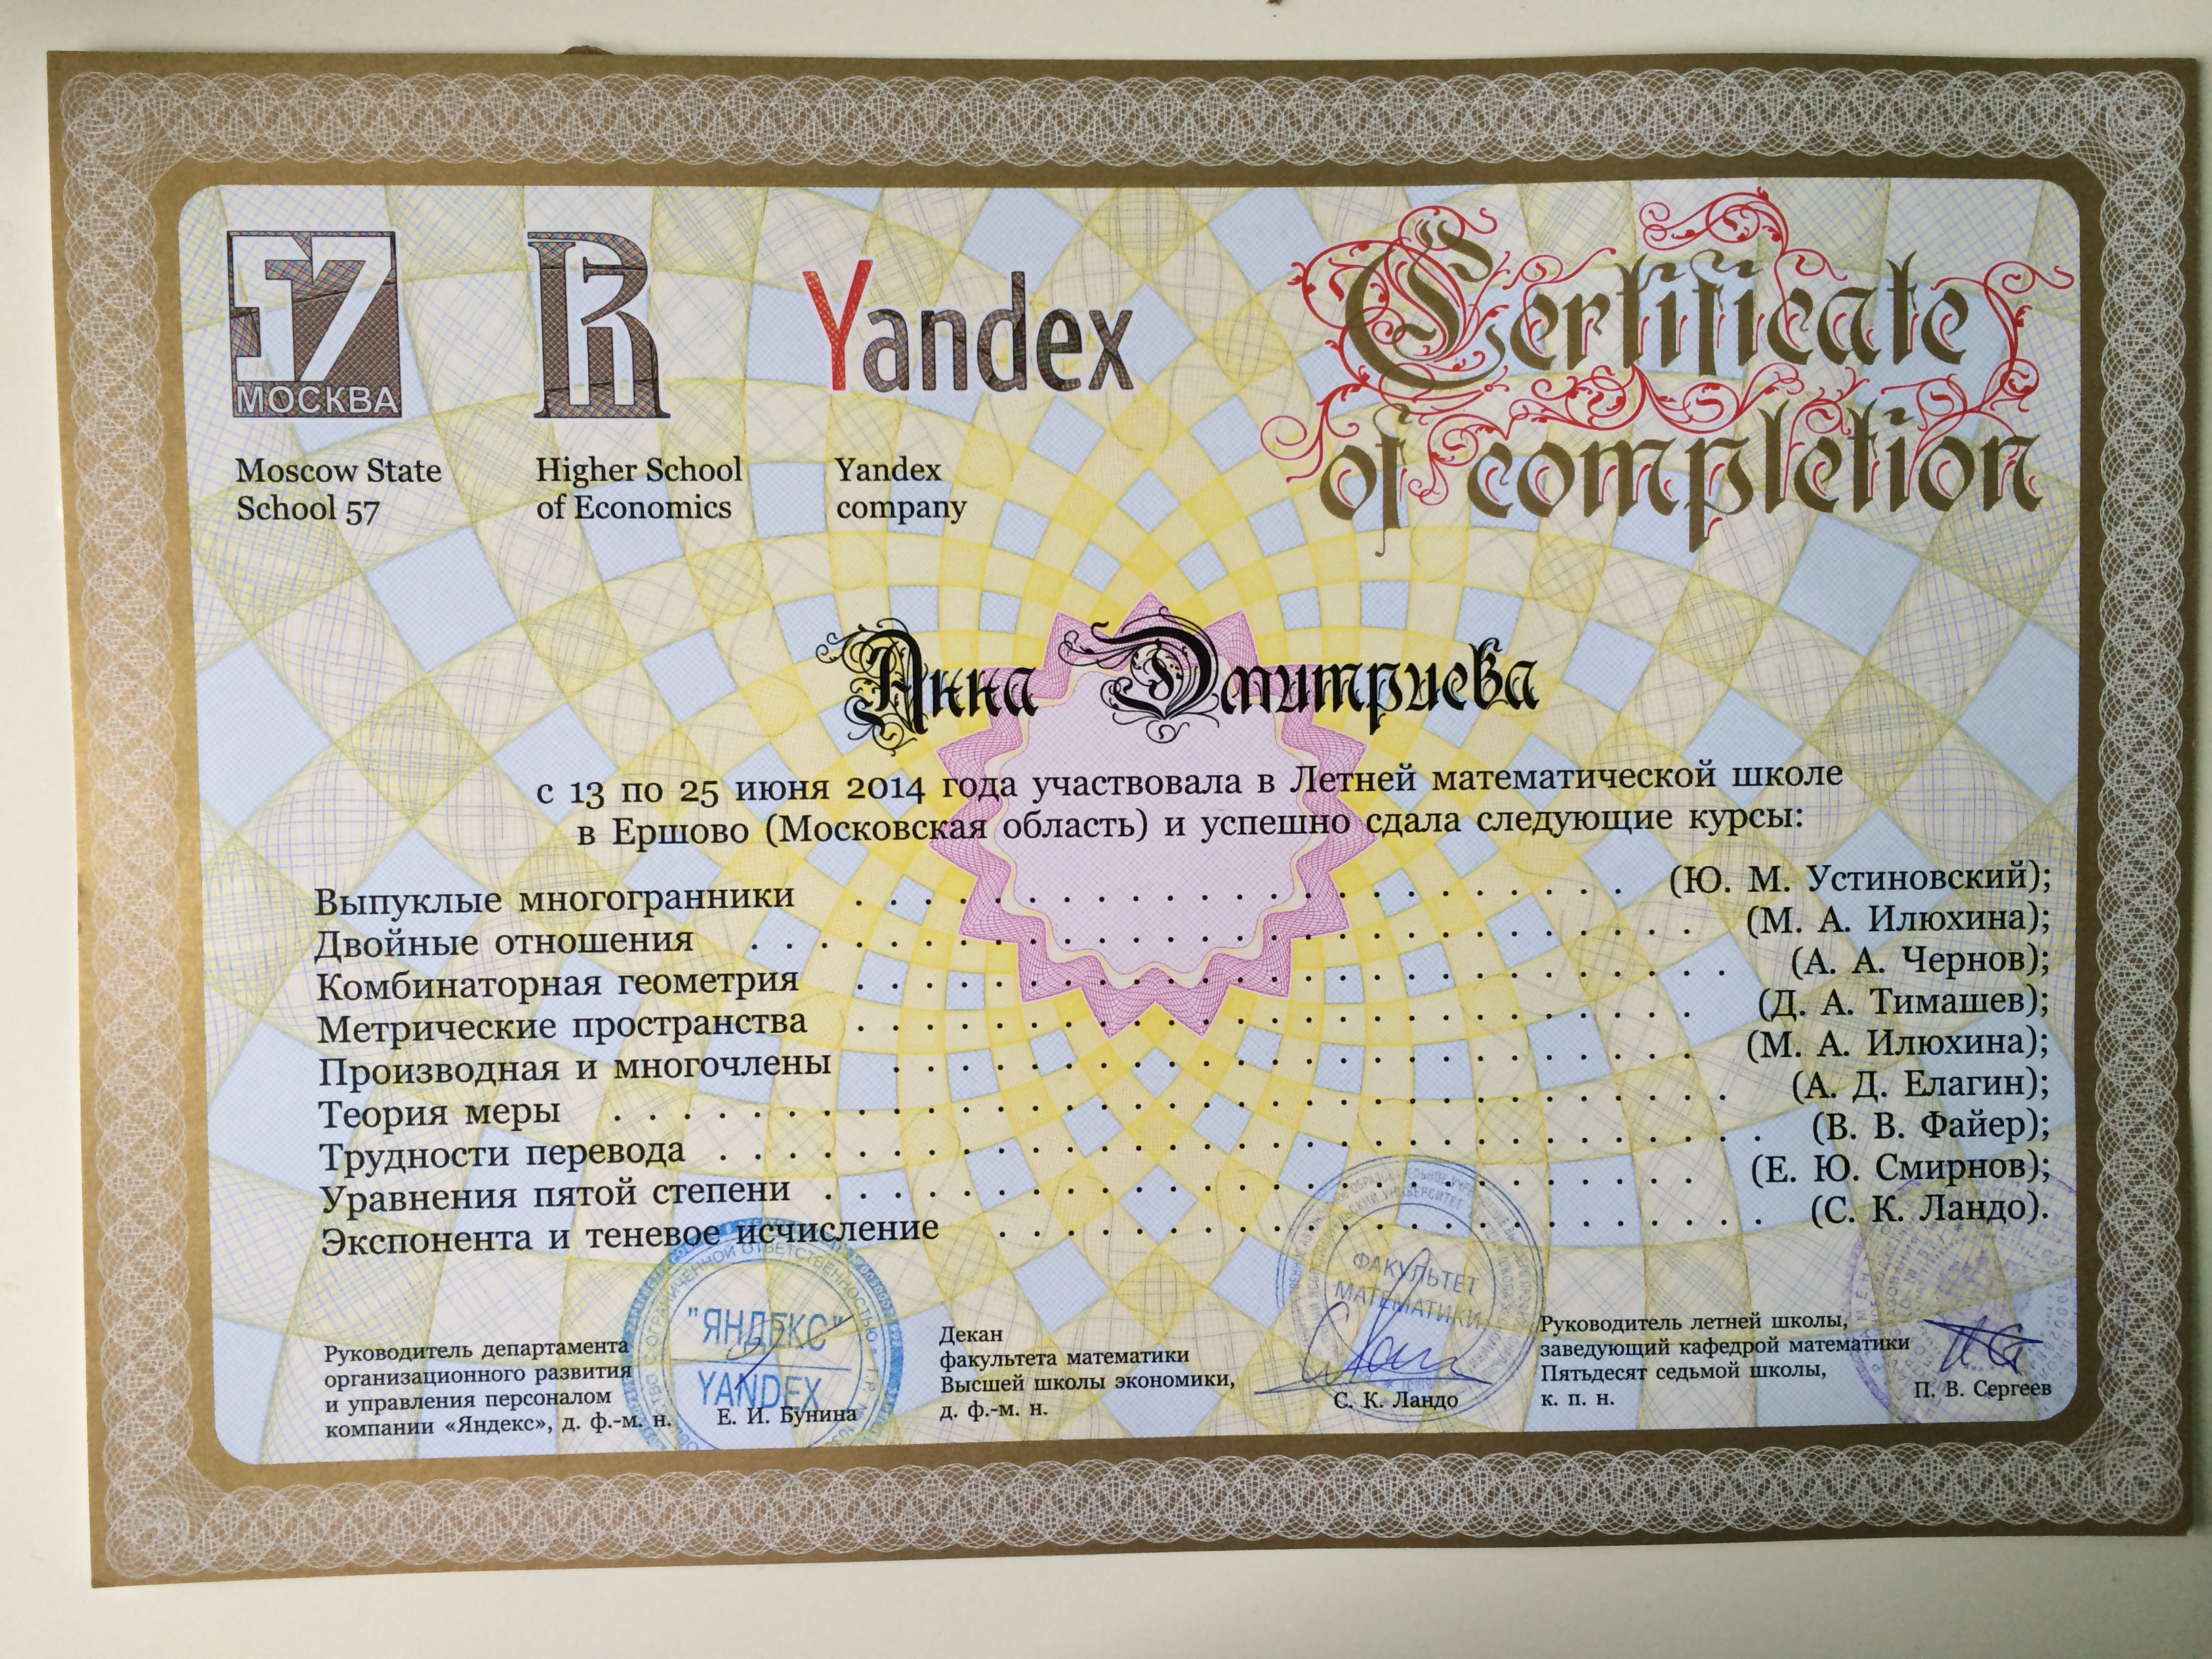 57
МОСКВА
Moscow State
School 57
Higher School
of Economics
Yandex
Yandex
company
Certificate
of completion
Анна Дмитриева
с 13 по 25 июня 2014 года участвовала в Летней математической школе
в Ершово (Московская область) и успешно сдала следующие курсы:
Выпуклые многогранники . . . . . . . . . . . . . . . . . . . . . . . (Ю. М. Устиновский);
Двойные отношения . . . . . . . . . . . . . . . . . . . . . . . . . . . . (М. А. Илюхина);
Комбинаторная геометрия . . . . . . . . . . . . . . . . . . . . . . . . . . (А. А. Чернов);
Метрические пространства . . . . . . . . . . . . . . . . . . . . . . . . . (Д. А. Тимашев);
Производная и многочлены . . . . . . . . . . . . . . . . . . . . . . . . (М. А. Илюхина);
Теория меры . . . . . . . . . . . . . . . . . . . . . . . . . . . . . . . . . (А. Д. Елагин);
Трудности перевода . . . . . . . . . . . . . . . . . . . . . . . . . . . . . . . (В. В. Файер);
Уравнения пятой степени . . . . . . . . . . . . . . . . . . . . . . . . . . (Е. Ю. Смирнов);
Экспонента и теневое исчисление . . . . . . . . . . . . . . . . . . . . . . . (С. К. Ландо).
Руководитель департамента
организационного развития
и управления персоналом
компании «Яндекс», д. ф.-м. н.
"ЯНДЕКС"
YANDEX
ОГРАНИЧЕННОЙ ОТВЕТСТВЕННОСТЬЮ
Е. И. Бунина
Декан
факультета математики
Высшей школы экономики,
д. ф.-м. н.
ФАКУЛЬТЕТ
МАТЕМАТИКИ
С. К. Ландо
Руководитель летней школы,
заведующий кафедрой математики
Пятьдесят седьмой школы,
к. п. н.
П. В. Сергеев